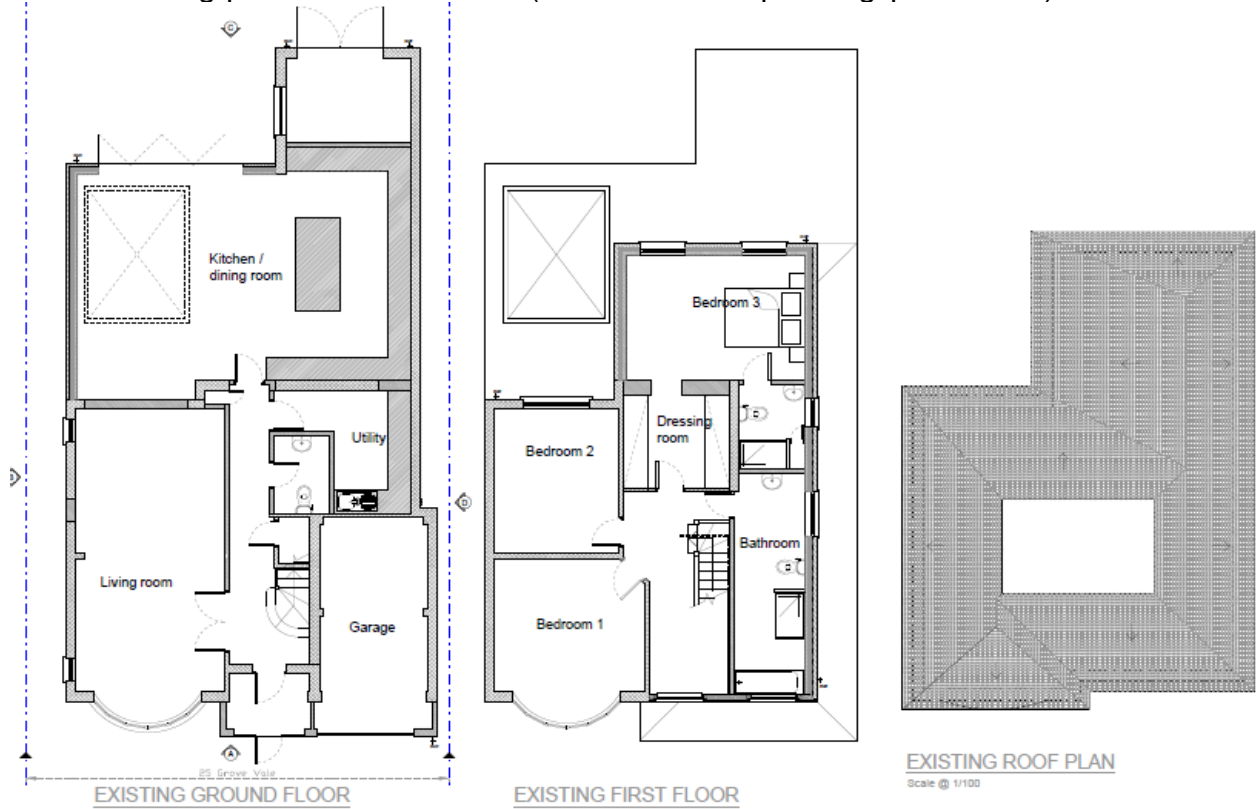 C
Kitchen /
dining room
Bedroom 3
Dressing
room
Utility
Bedroom 2
D
Bathroom
Living room
Bedroom 1
Garage
A
25 Grove Vale
EXISTING GROUND FLOOR
EXISTING FIRST FLOOR
EXISTING ROOF PLAN
Scale @ 1/100